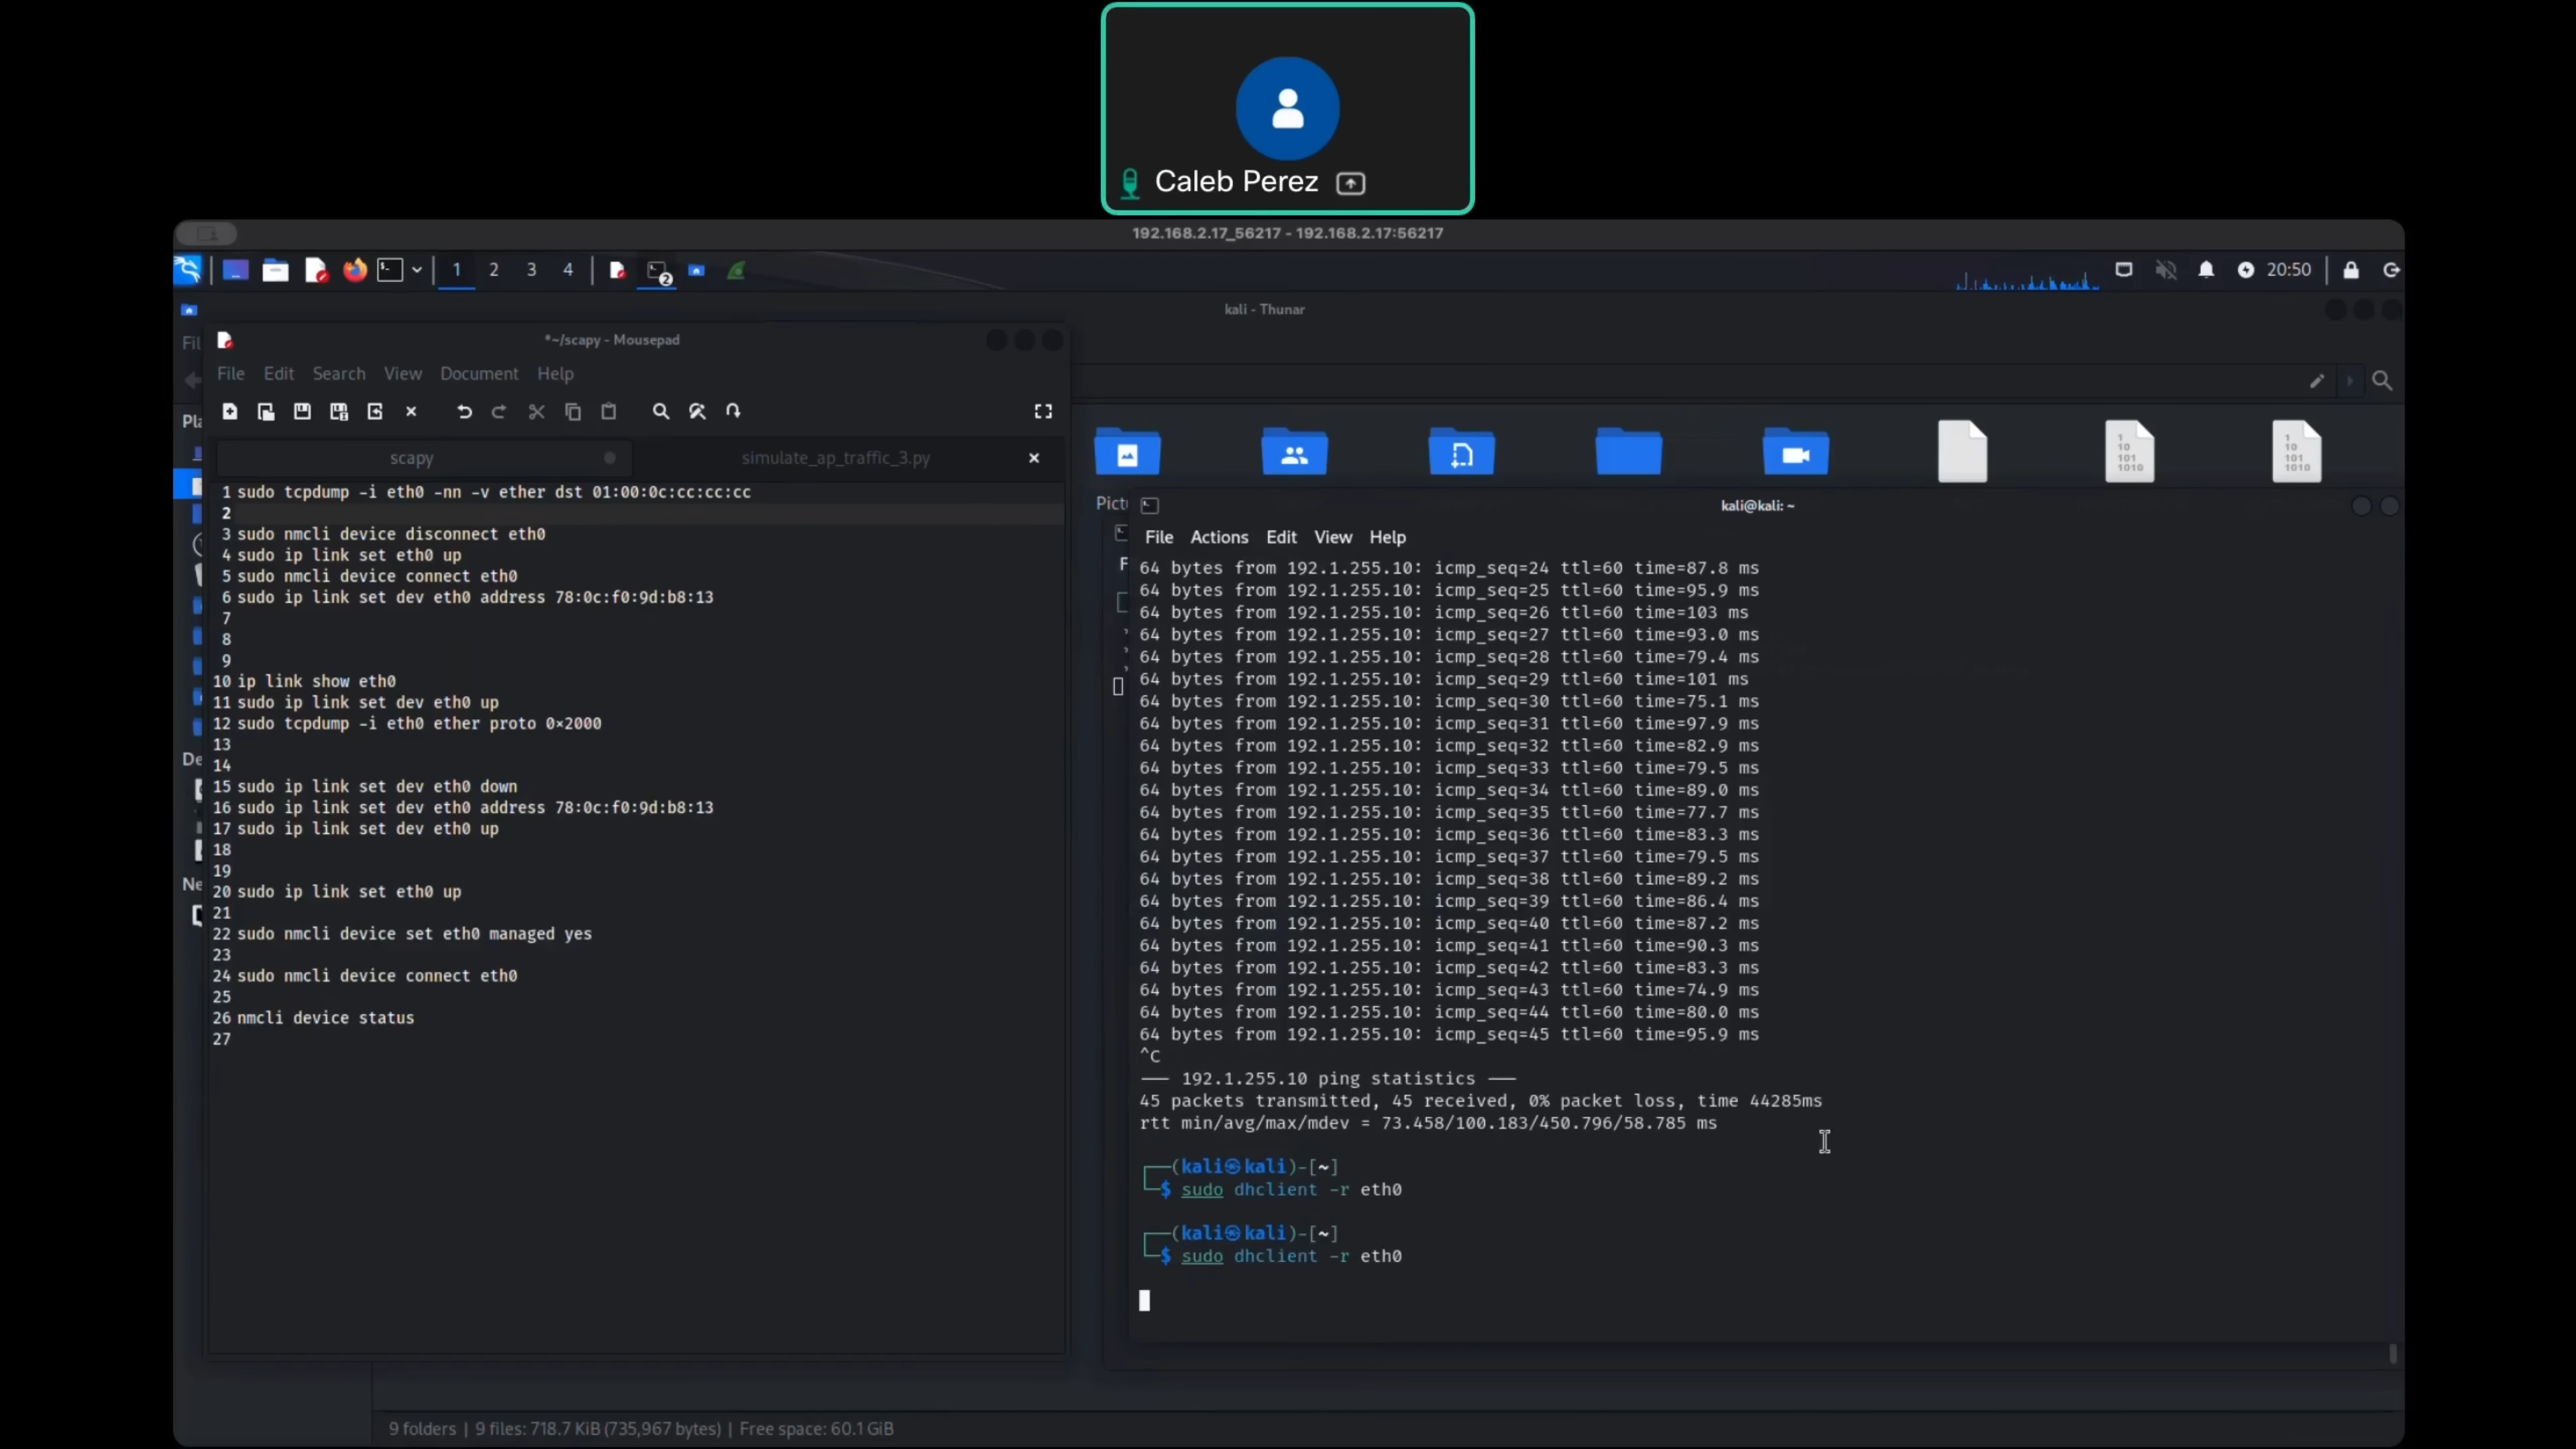 Caleb Perez
192.168.2.17_56217 - 192.168.2.17:56217
1 2 3 4
2
20:50
kali - Thunar
Fil
*~/scapy - Mousepad
File Edit Search View Document Help
Pla
scapy
simulate_ap_traffic_3.py
1 sudo tcpdump -i eth0 -nn -v ether dst 01:00:0c:cc:cc:cc
2
3 sudo nmcli device disconnect eth0
4 sudo ip link set eth0 up
5 sudo nmcli device connect eth0
6 sudo ip link set dev eth0 address 78:0c:f0:9d:b8:13
7
8
9
10 ip link show eth0
11 sudo ip link set dev eth0 up
12 sudo tcpdump -i eth0 ether proto 0×2000
13
14
15 sudo ip link set dev eth0 down
16 sudo ip link set dev eth0 address 78:0c:f0:9d:b8:13
17 sudo ip link set dev eth0 up
18
19
20 sudo ip link set eth0 up
21
22 sudo nmcli device set eth0 managed yes
23
24 sudo nmcli device connect eth0
25
26 nmcli device status
27
De
Ne
1
10
101
1010
1
10
101
1010
Pictu
kali@kali: ~
F
File Actions Edit View Help
64 bytes from 192.1.255.10: icmp_seq=24 ttl=60 time=87.8 ms
64 bytes from 192.1.255.10: icmp_seq=25 ttl=60 time=95.9 ms
64 bytes from 192.1.255.10: icmp_seq=26 ttl=60 time=103 ms
64 bytes from 192.1.255.10: icmp_seq=27 ttl=60 time=93.0 ms
64 bytes from 192.1.255.10: icmp_seq=28 ttl=60 time=79.4 ms
64 bytes from 192.1.255.10: icmp_seq=29 ttl=60 time=101 ms
64 bytes from 192.1.255.10: icmp_seq=30 ttl=60 time=75.1 ms
64 bytes from 192.1.255.10: icmp_seq=31 ttl=60 time=97.9 ms
64 bytes from 192.1.255.10: icmp_seq=32 ttl=60 time=82.9 ms
64 bytes from 192.1.255.10: icmp_seq=33 ttl=60 time=79.5 ms
64 bytes from 192.1.255.10: icmp_seq=34 ttl=60 time=89.0 ms
64 bytes from 192.1.255.10: icmp_seq=35 ttl=60 time=77.7 ms
64 bytes from 192.1.255.10: icmp_seq=36 ttl=60 time=83.3 ms
64 bytes from 192.1.255.10: icmp_seq=37 ttl=60 time=79.5 ms
64 bytes from 192.1.255.10: icmp_seq=38 ttl=60 time=89.2 ms
64 bytes from 192.1.255.10: icmp_seq=39 ttl=60 time=86.4 ms
64 bytes from 192.1.255.10: icmp_seq=40 ttl=60 time=87.2 ms
64 bytes from 192.1.255.10: icmp_seq=41 ttl=60 time=90.3 ms
64 bytes from 192.1.255.10: icmp_seq=42 ttl=60 time=83.3 ms
64 bytes from 192.1.255.10: icmp_seq=43 ttl=60 time=74.9 ms
64 bytes from 192.1.255.10: icmp_seq=44 ttl=60 time=80.0 ms
64 bytes from 192.1.255.10: icmp_seq=45 ttl=60 time=95.9 ms
^C
— 192.1.255.10 ping statistics —
45 packets transmitted, 45 received, 0% packet loss, time 44285ms
rtt min/avg/max/mdev = 73.458/100.183/450.796/58.785 ms
┌──(kali㉿kali)-[~]
└─$ sudo dhclient -r eth0
┌──(kali㉿kali)-[~]
└─$ sudo dhclient -r eth0
9 folders | 9 files: 718.7 KiB (735,967 bytes) | Free space: 60.1 GiB